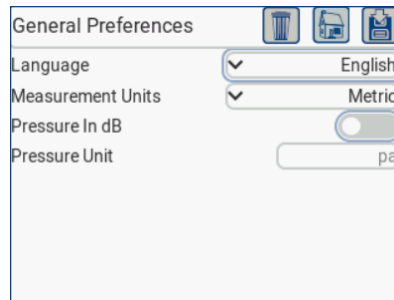 General Preferences
Language English
Measurement Units Metric
Pressure In dB
Pressure Unit pa